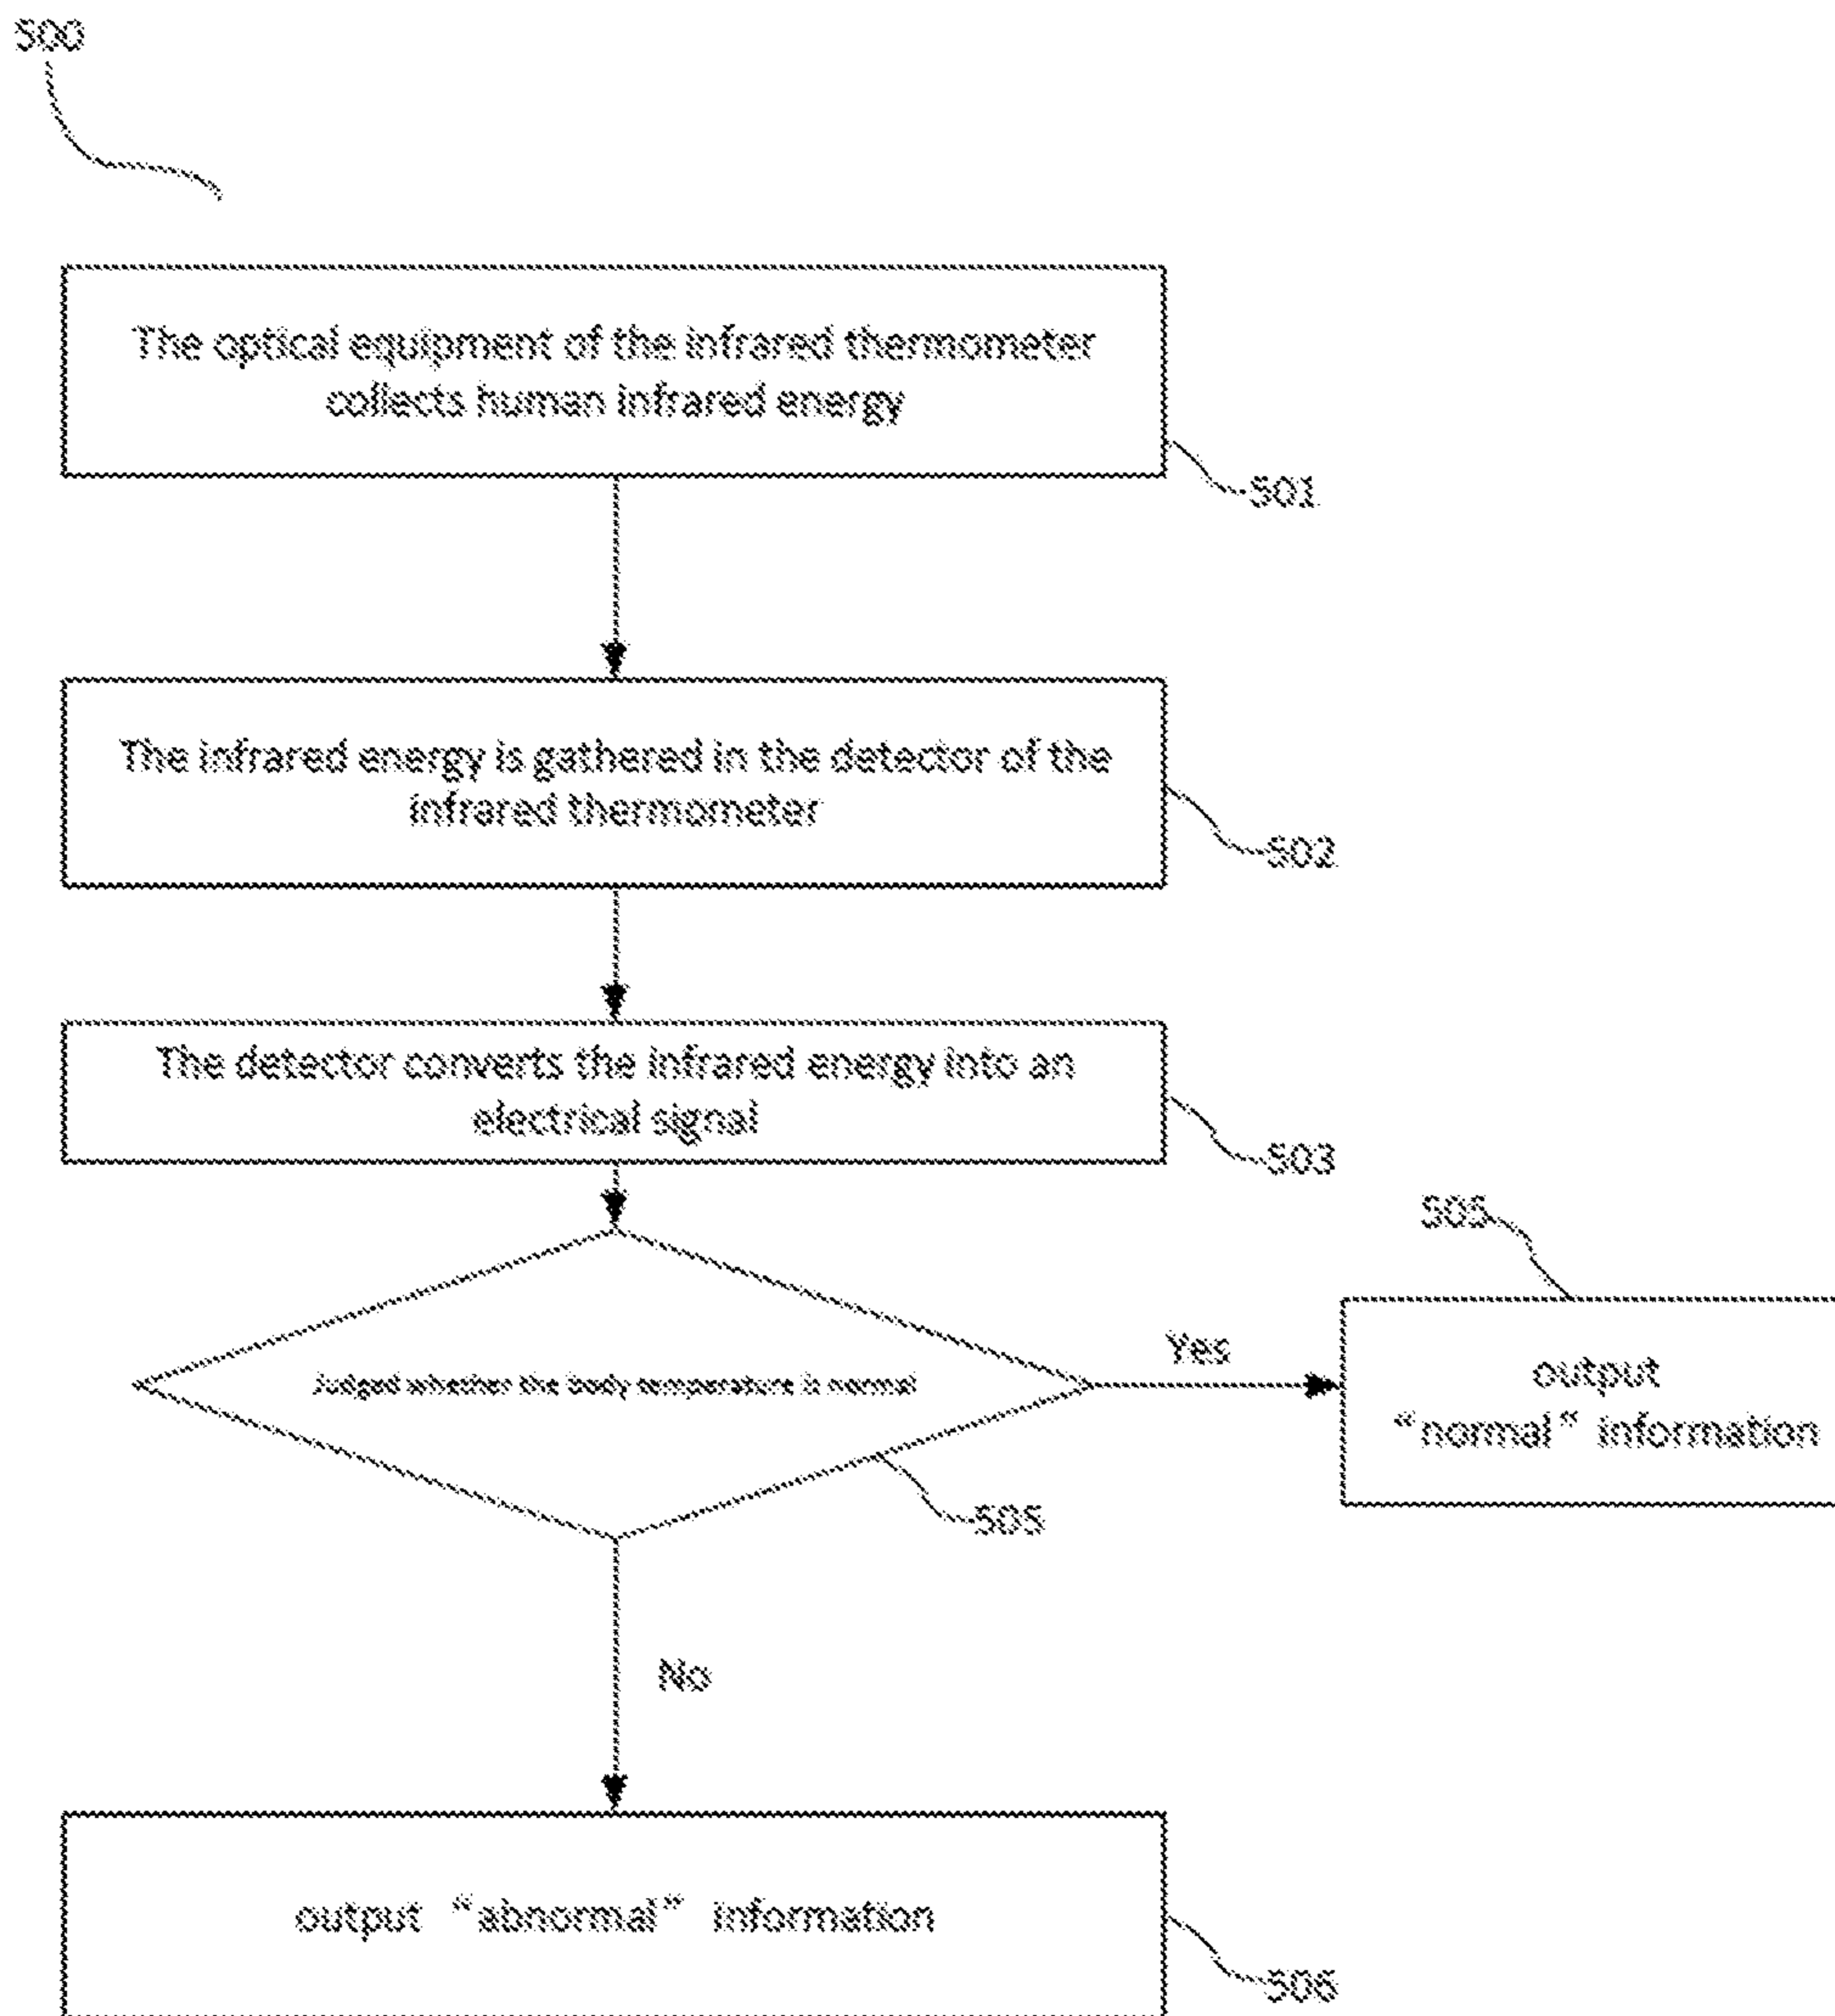 500
The optical equipment of the infrared thermometer
collects human infrared energy
501
The infrared energy is gathered in the detector of the
infrared thermometer
502
The detector converts the infrared energy into an
electrical signal
503
505
Judged whether the body temperature is normal
Yes
output
“normal” information
505
No
output “abnormal” information
506